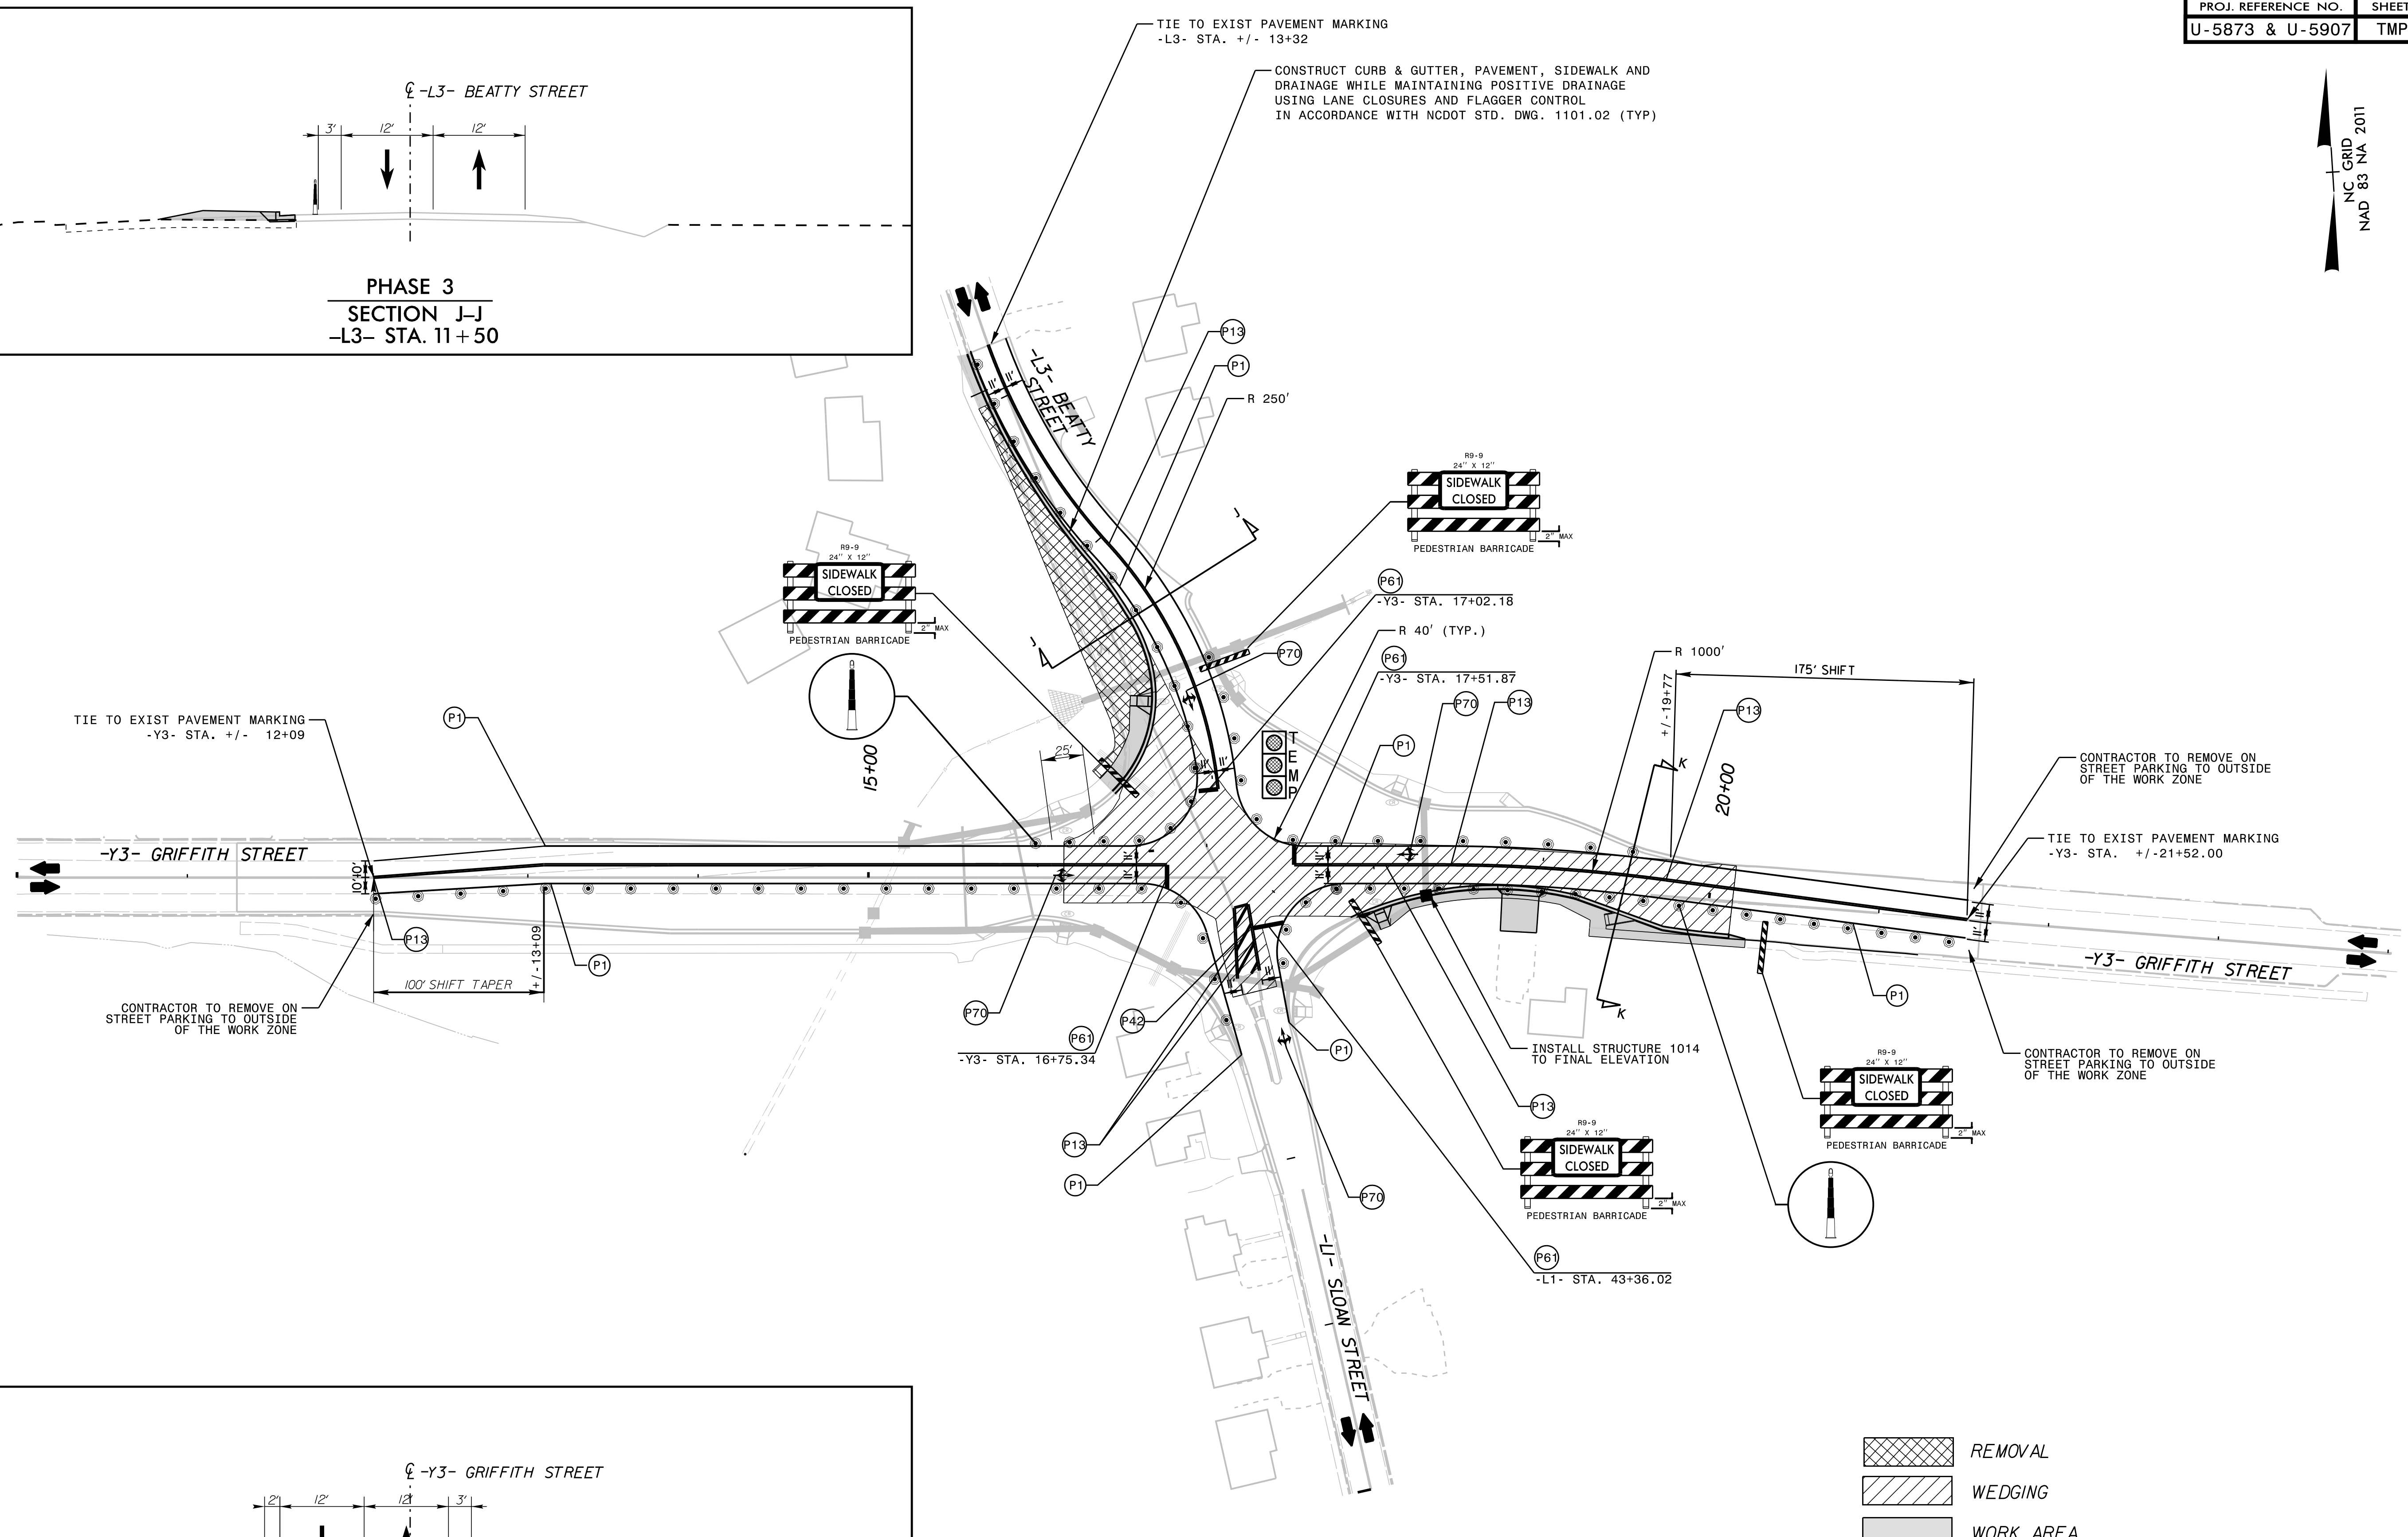 PROJ. REFERENCE NO.
SHEET
U-5873 & U-5907
TMP
℄ -L3- BEATTY STREET
3'
12'
12'
PHASE 3
SECTION J-J
-L3- STA. 11+50
TIE TO EXIST PAVEMENT MARKING
-L3- STA. +/- 13+32
CONSTRUCT CURB & GUTTER, PAVEMENT, SIDEWALK AND
DRAINAGE WHILE MAINTAINING POSITIVE DRAINAGE
USING LANE CLOSURES AND FLAGGER CONTROL
IN ACCORDANCE WITH NCDOT STD. DWG. 1101.02 (TYP)
NC GRID
NAD 83 NA 2011
P13
P1
R 250'
-L3- BEATTY
STREET
11'
11'
J
R9-9
24" X 12"
SIDEWALK
CLOSED
2" MAX
PEDESTRIAN BARRICADE
R9-9
24" X 12"
SIDEWALK
CLOSED
2" MAX
PEDESTRIAN BARRICADE
P61
-Y3- STA. 17+02.18
R 40' (TYP.)
P70
P61
-Y3- STA. 17+51.87
J
R 1000'
175' SHIFT
+/-19+77
P70
P13
P13
TIE TO EXIST PAVEMENT MARKING
-Y3- STA. +/- 12+09
P1
15+00
25'
11'
11'
TEMP
P1
K
20+00
CONTRACTOR TO REMOVE ON
STREET PARKING TO OUTSIDE
OF THE WORK ZONE
TIE TO EXIST PAVEMENT MARKING
-Y3- STA. +/-21+52.00
-Y3- GRIFFITH STREET
10'
10'
11'
11'
11'
11'
11'
11'
P13
+/-13+09
P1
100' SHIFT TAPER
CONTRACTOR TO REMOVE ON
STREET PARKING TO OUTSIDE
OF THE WORK ZONE
P70
P42
11'
11'
P61
-Y3- STA. 16+75.34
P1
K
-Y3- GRIFFITH STREET
P1
INSTALL STRUCTURE 1014
TO FINAL ELEVATION
CONTRACTOR TO REMOVE ON
STREET PARKING TO OUTSIDE
OF THE WORK ZONE
P13
P13
P1
P70
R9-9
24" X 12"
SIDEWALK
CLOSED
2" MAX
PEDESTRIAN BARRICADE
R9-9
24" X 12"
SIDEWALK
CLOSED
2" MAX
PEDESTRIAN BARRICADE
P61
-L1- STA. 43+36.02
-L1- SLOAN STREET
℄ -Y3- GRIFFITH STREET
2'
12'
12'
3'
REMOVAL
WEDGING
WORK AREA